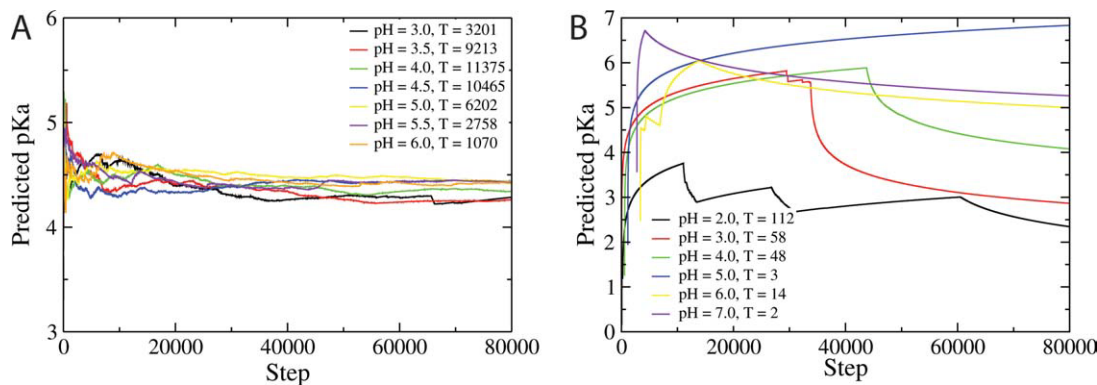 A
6
5
4
3
Predicted pKa
pH = 3.0, T = 3201
pH = 3.5, T = 9213
pH = 4.0, T = 11375
pH = 4.5, T = 10465
pH = 5.0, T = 6202
pH = 5.5, T = 2758
pH = 6.0, T = 1070
0 20000 40000 60000 80000
Step
B
7
6
5
4
3
2
1
0
Predicted pKa
pH = 2.0, T = 112
pH = 3.0, T = 58
pH = 4.0, T = 48
pH = 5.0, T = 3
pH = 6.0, T = 14
pH = 7.0, T = 2
0 20000 40000 60000 80000
Step